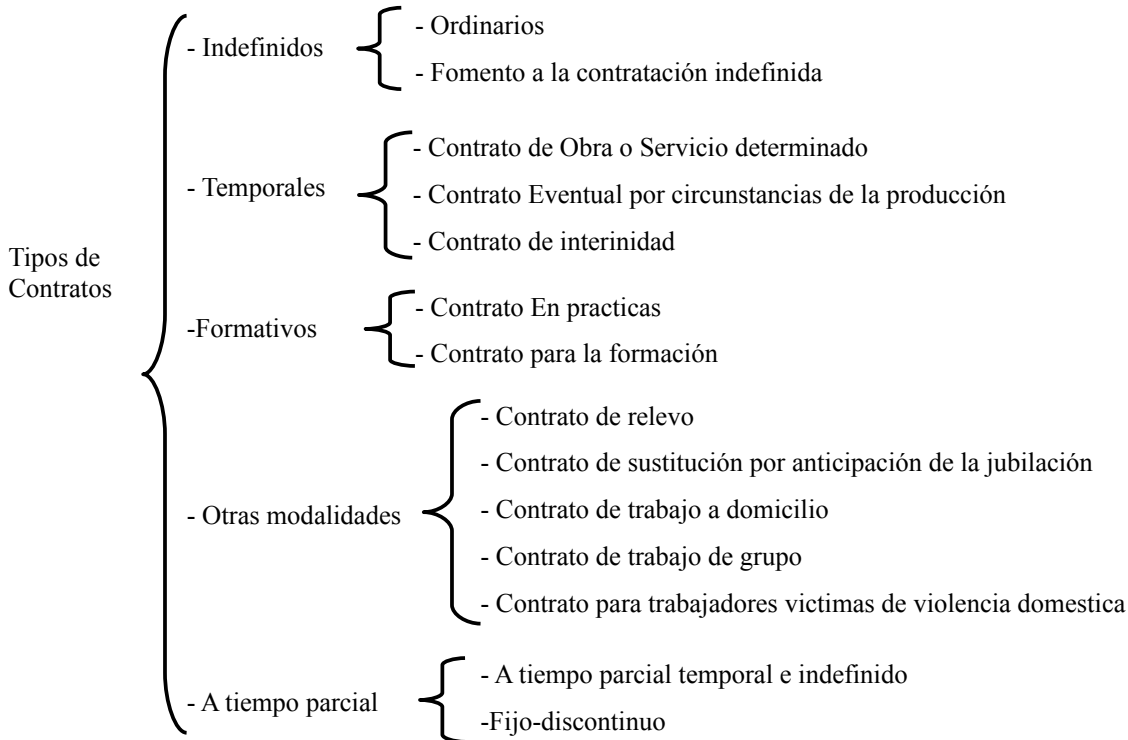 Tipos de
Contratos
- Indefinidos
- Ordinarios
- Fomento a la contratación indefinida
- Temporales
- Contrato de Obra o Servicio determinado
- Contrato Eventual por circunstancias de la producción
- Contrato de interinidad
-Formativos
- Contrato En practicas
- Contrato para la formación
- Otras modalidades
- Contrato de relevo
- Contrato de sustitución por anticipación de la jubilación
- Contrato de trabajo a domicilio
- Contrato de trabajo de grupo
- Contrato para trabajadores victimas de violencia domestica
- A tiempo parcial
- A tiempo parcial temporal e indefinido
-Fijo-discontinuo